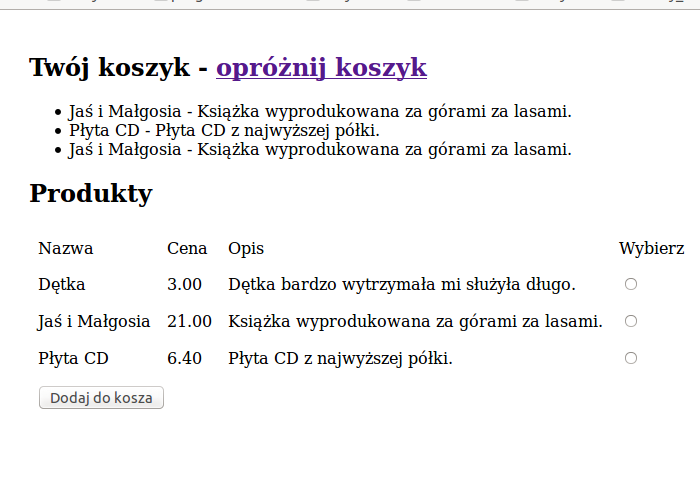 Twój koszyk - opróżnij koszyk
Jaś i Małgosia - Książka wyprodukowana za górami za lasami.
Płyta CD - Płyta CD z najwyższej półki.
Jaś i Małgosia - Książka wyprodukowana za górami za lasami.
Produkty
Nazwa Cena Opis Wybierz
Dętka 3.00 Dętka bardzo wytrzymała mi służyła długo.
Jaś i Małgosia 21.00 Książka wyprodukowana za górami za lasami.
Płyta CD 6.40 Płyta CD z najwyższej półki.
Dodaj do kosza